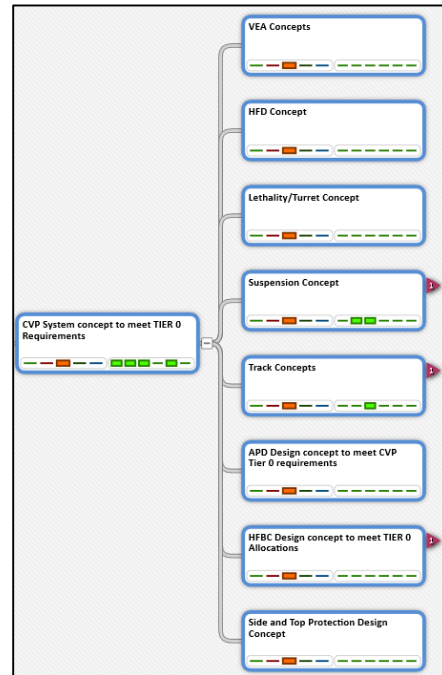 VEA Concepts
HFD Concept
Lethality/Turret Concept
Suspension Concept
1
CVP System concept to meet TIER 0
Requirements
Track Concepts
1
APD Design concept to meet CVP
Tier 0 requirements
HFBC Design concept to meet TIER 0
Allocations
1
Side and Top Protection Design
Concept